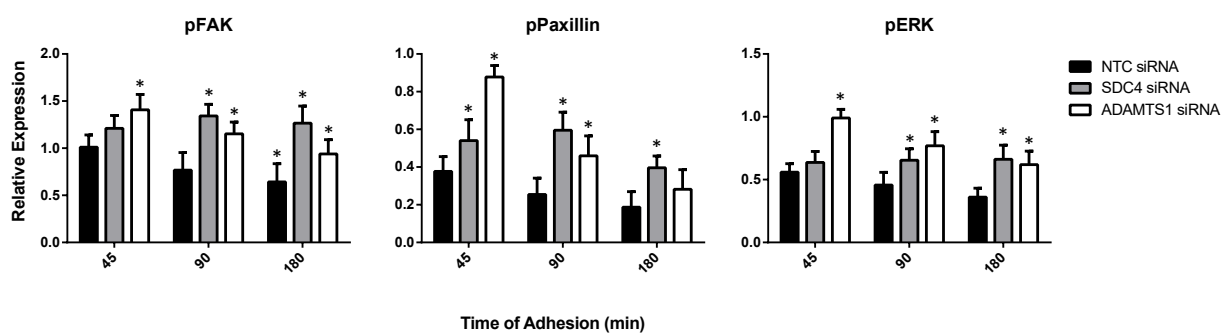 pFAK
pPaxillin
pERK
Relative Expression
2.0
1.5
1.0
0.5
0.0
* * * * * *
45
90
180
1.0
0.8
0.6
0.4
0.2
0.0
* * * * *
45
90
180
1.5
1.0
0.5
0.0
* * * * *
45
90
180
NTC siRNA
SDC4 siRNA
ADAMTS1 siRNA
Time of Adhesion (min)